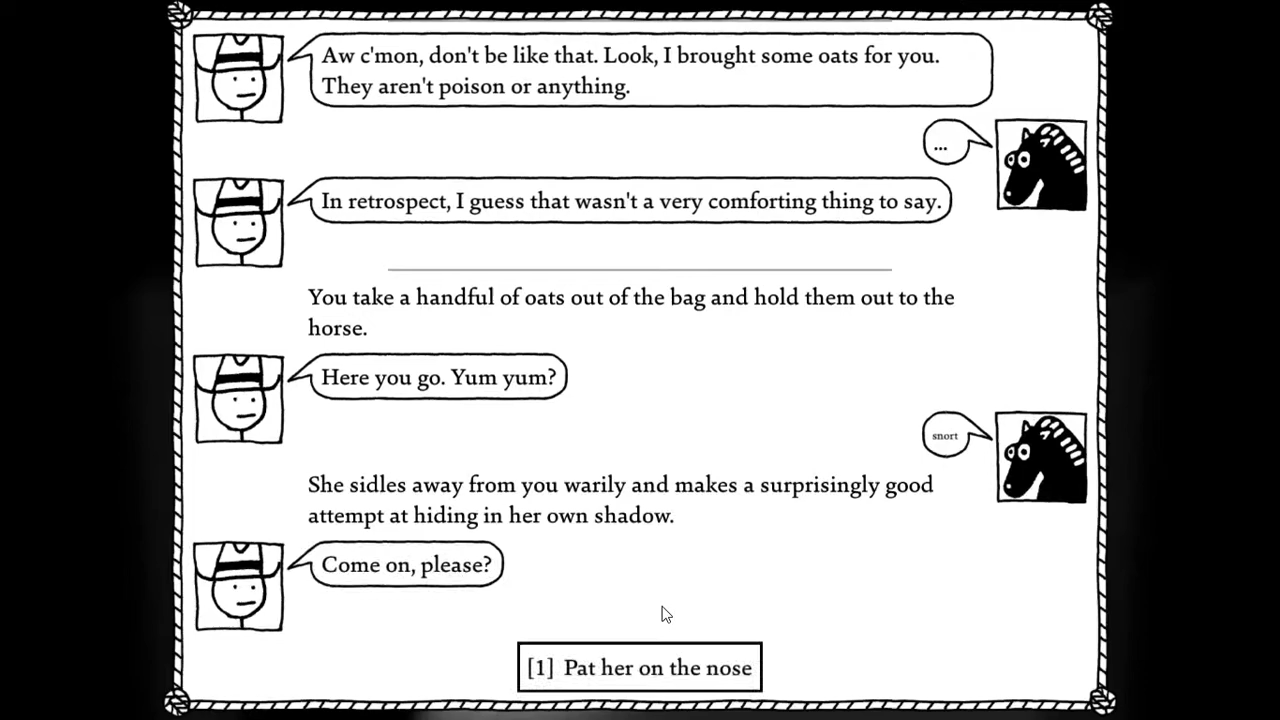 Aw c'mon, don't be like that. Look, I brought some oats for you.
They aren't poison or anything.
...
In retrospect, I guess that wasn't a very comforting thing to say.
You take a handful of oats out of the bag and hold them out to the
horse.
Here you go. Yum yum?
snort
She sidles away from you warily and makes a surprisingly good
attempt at hiding in her own shadow.
Come on, please?
[1] Pat her on the nose